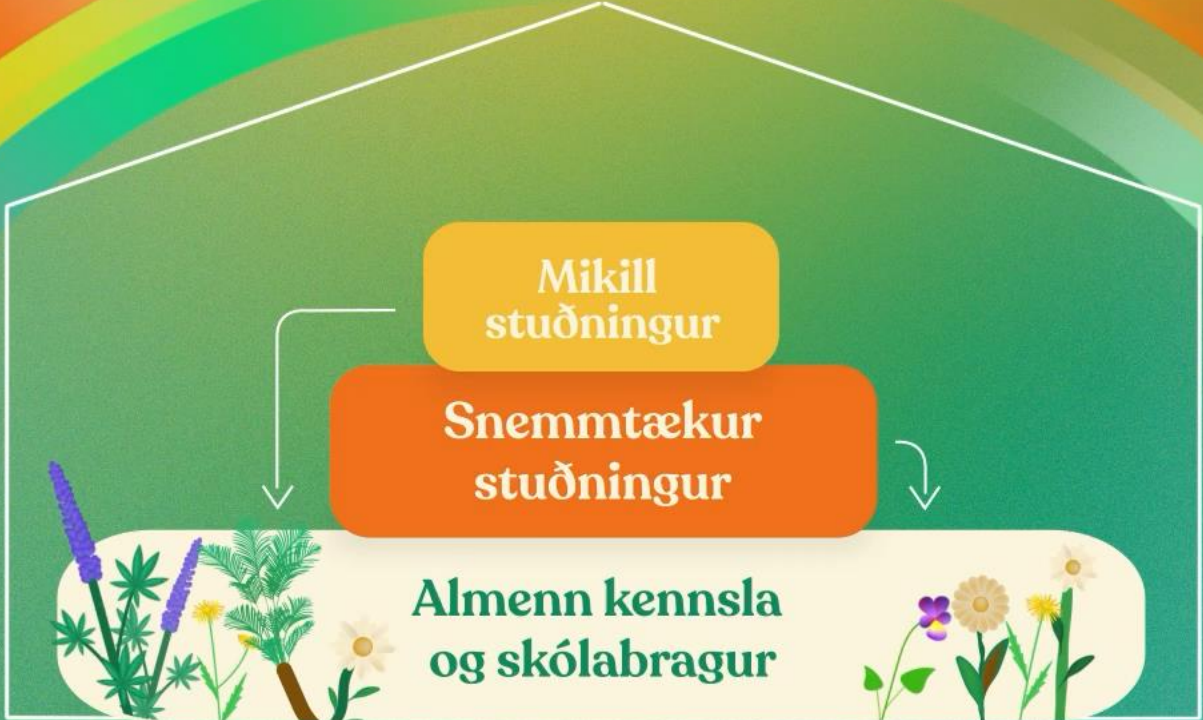 Mikill
stuðningur
Snemmtækur
stuðningur
Almenn kennsla
og skólabragur